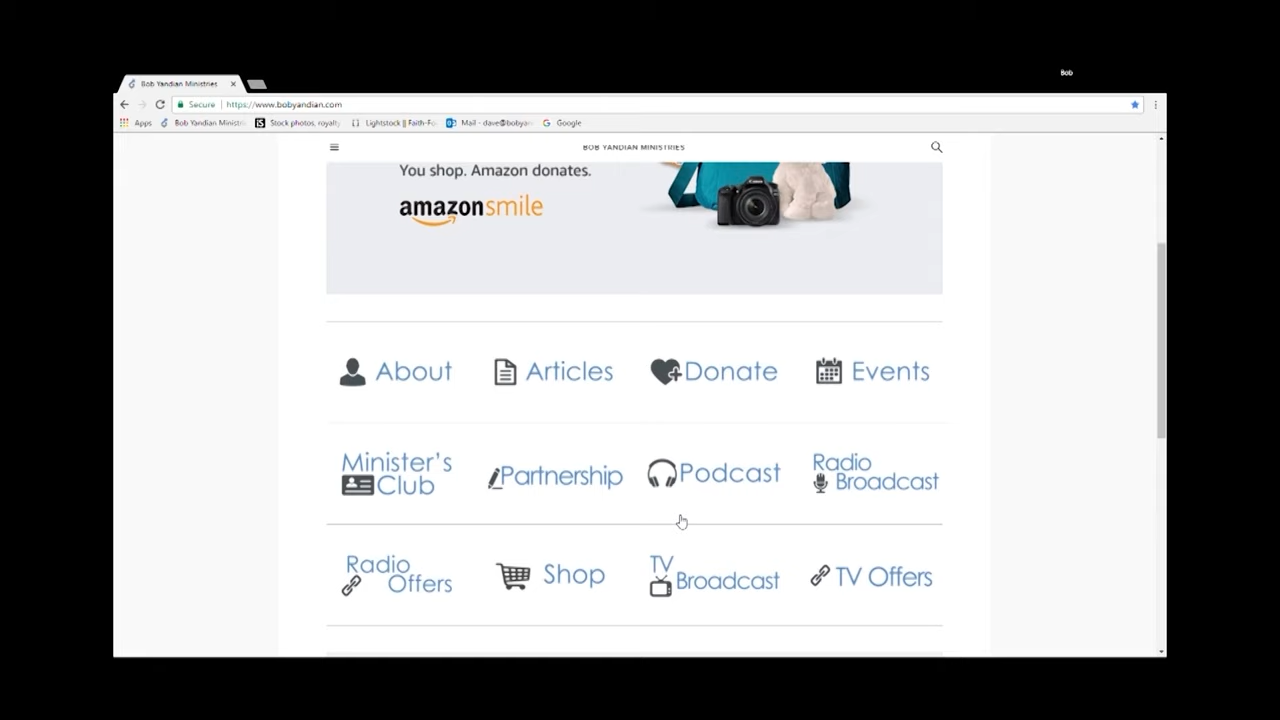 Bob
Bob Yandian Ministries
Secure https://www.bobyandian.com
Apps Bob Yandian Ministri Stock photos, royalty Lightstock || Faith-Fo Mail - dave@bobyan Google
BOB YANDIAN MINISTRIES
You shop. Amazon donates.
amazonsmile
About Articles Donate Events
Minister's
Club
Partnership
Podcast
Radio
Broadcast
Radio
Offers
Shop
TV
Broadcast
TV Offers